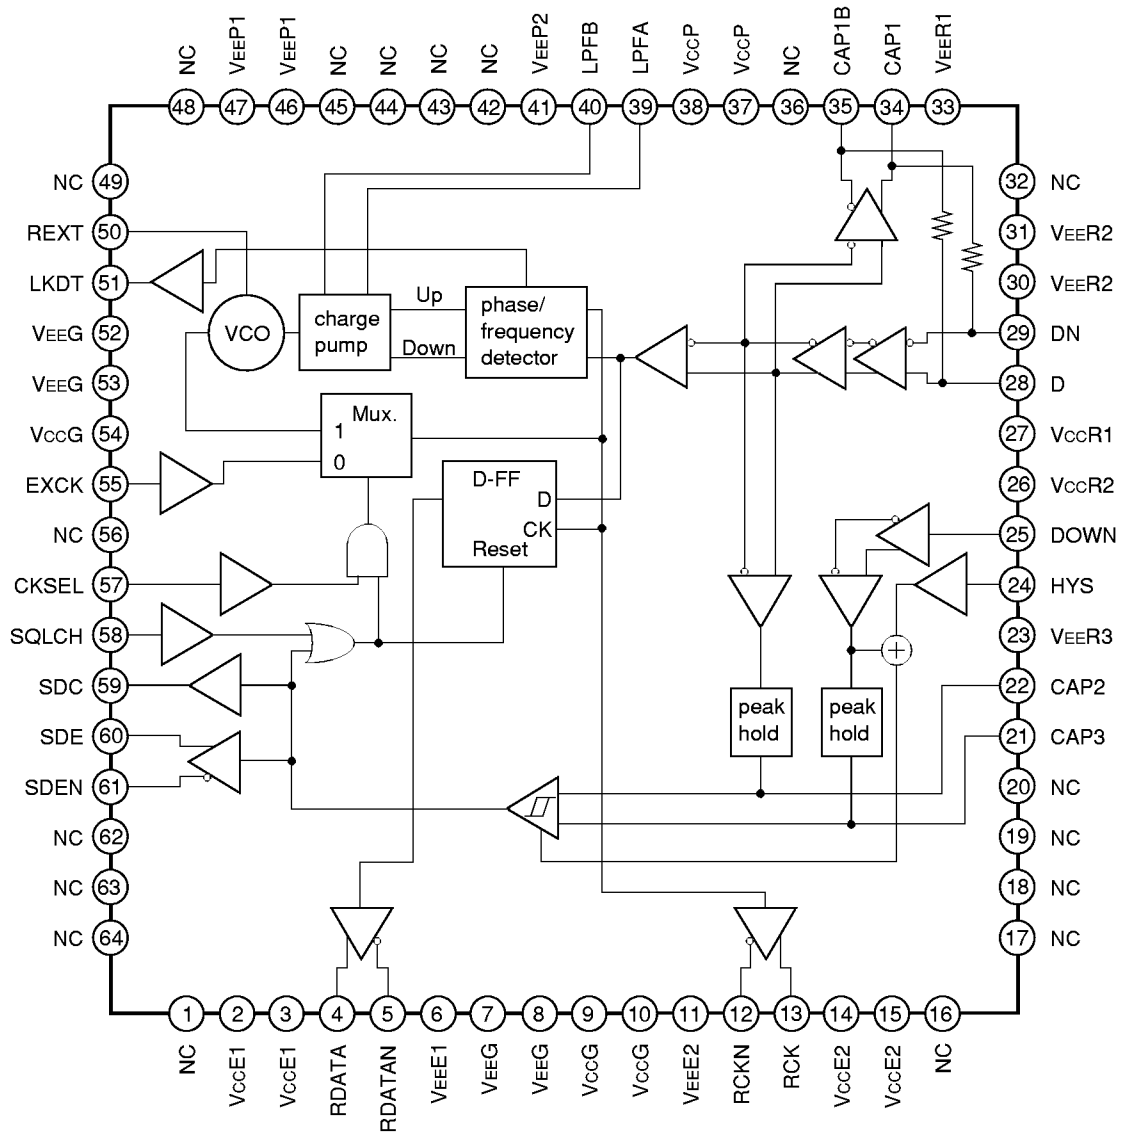 NC VEEP1 VEEP1 NC NC NC NC VEEP2 LPFB LPFA VCCP VCCP NC CAP1B CAP1 VEER1
48 47 46 45 44 43 42 41 40 39 38 37 36 35 34 33
NC 49
32 NC
REXT 50
31 VEER2
LKDT 51
30 VEER2
VEEG 52
29 DN
VEEG 53
28 D
VCCG 54
27 VCCR1
EXCK 55
26 VCCR2
NC 56
25 DOWN
CKSEL 57
24 HYS
SQLCH 58
23 VEER3
SDC 59
22 CAP2
SDE 60
21 CAP3
SDEN 61
20 NC
NC 62
19 NC
NC 63
18 NC
NC 64
17 NC
VCO
charge
pump
Up
Down
phase/
frequency
detector
Mux.
1
0
D-FF
D
CK
Reset
+
peak
hold
peak
hold
1 2 3 4 5 6 7 8 9 10 11 12 13 14 15 16
NC VCCE1 VCCE1 RDATA RDATAN VEEE1 VEEG VEEG VCCG VCCG VEEE2 RCKN RCK VCCE2 VCCE2 NC